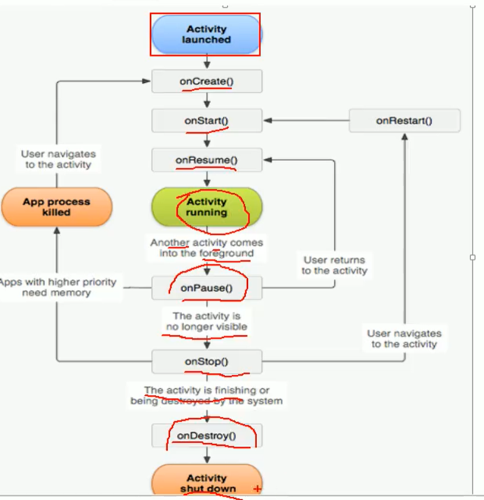 Activity
launched
onCreate()
onStart()
onRestart()
User navigates
to the activity
onResume()
App process
killed
Activity
running
Another activity comes
into the foreground
User returns
to the activity
Apps with higher priority
need memory
onPause()
The activity is
no longer visible
User navigates
to the activity
onStop()
The activity is finishing or
being destroyed by the system
onDestroy()
Activity
shut down